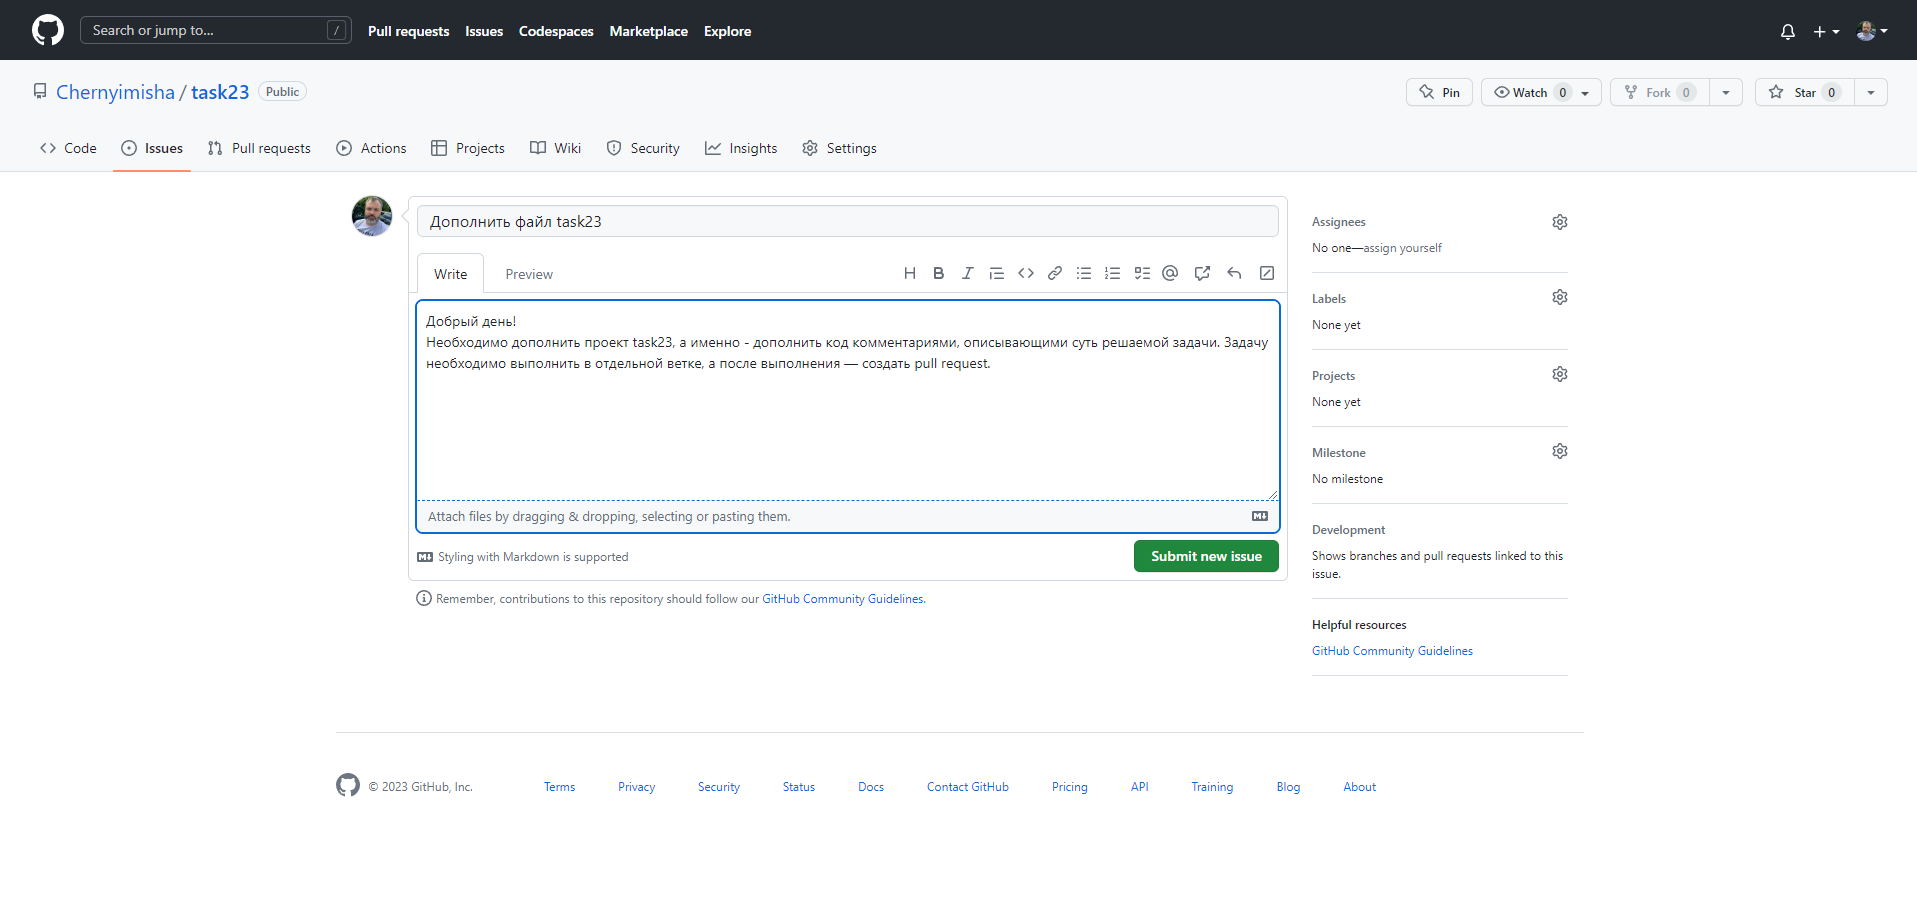 Search or jump to... /
Pull requests Issues Codespaces Marketplace Explore
Chernyimisha / task23 Public
Pin Watch 0 Fork 0 Star 0
Code Issues Pull requests Actions Projects Wiki Security Insights Settings
Дополнить файл task23
Write Preview
Добрый день!
Необходимо дополнить проект task23, а именно - дополнить код комментариями, описывающими суть решаемой задачи. Задачу
необходимо выполнить в отдельной ветке, а после выполнения — создать pull request.
Attach files by dragging & dropping, selecting or pasting them.
Styling with Markdown is supported
Submit new issue
Remember, contributions to this repository should follow our GitHub Community Guidelines.
Assignees
No one—assign yourself
Labels
None yet
Projects
None yet
Milestone
No milestone
Development
Shows branches and pull requests linked to this
issue.
Helpful resources
GitHub Community Guidelines
© 2023 GitHub, Inc. Terms Privacy Security Status Docs Contact GitHub Pricing API Training Blog About